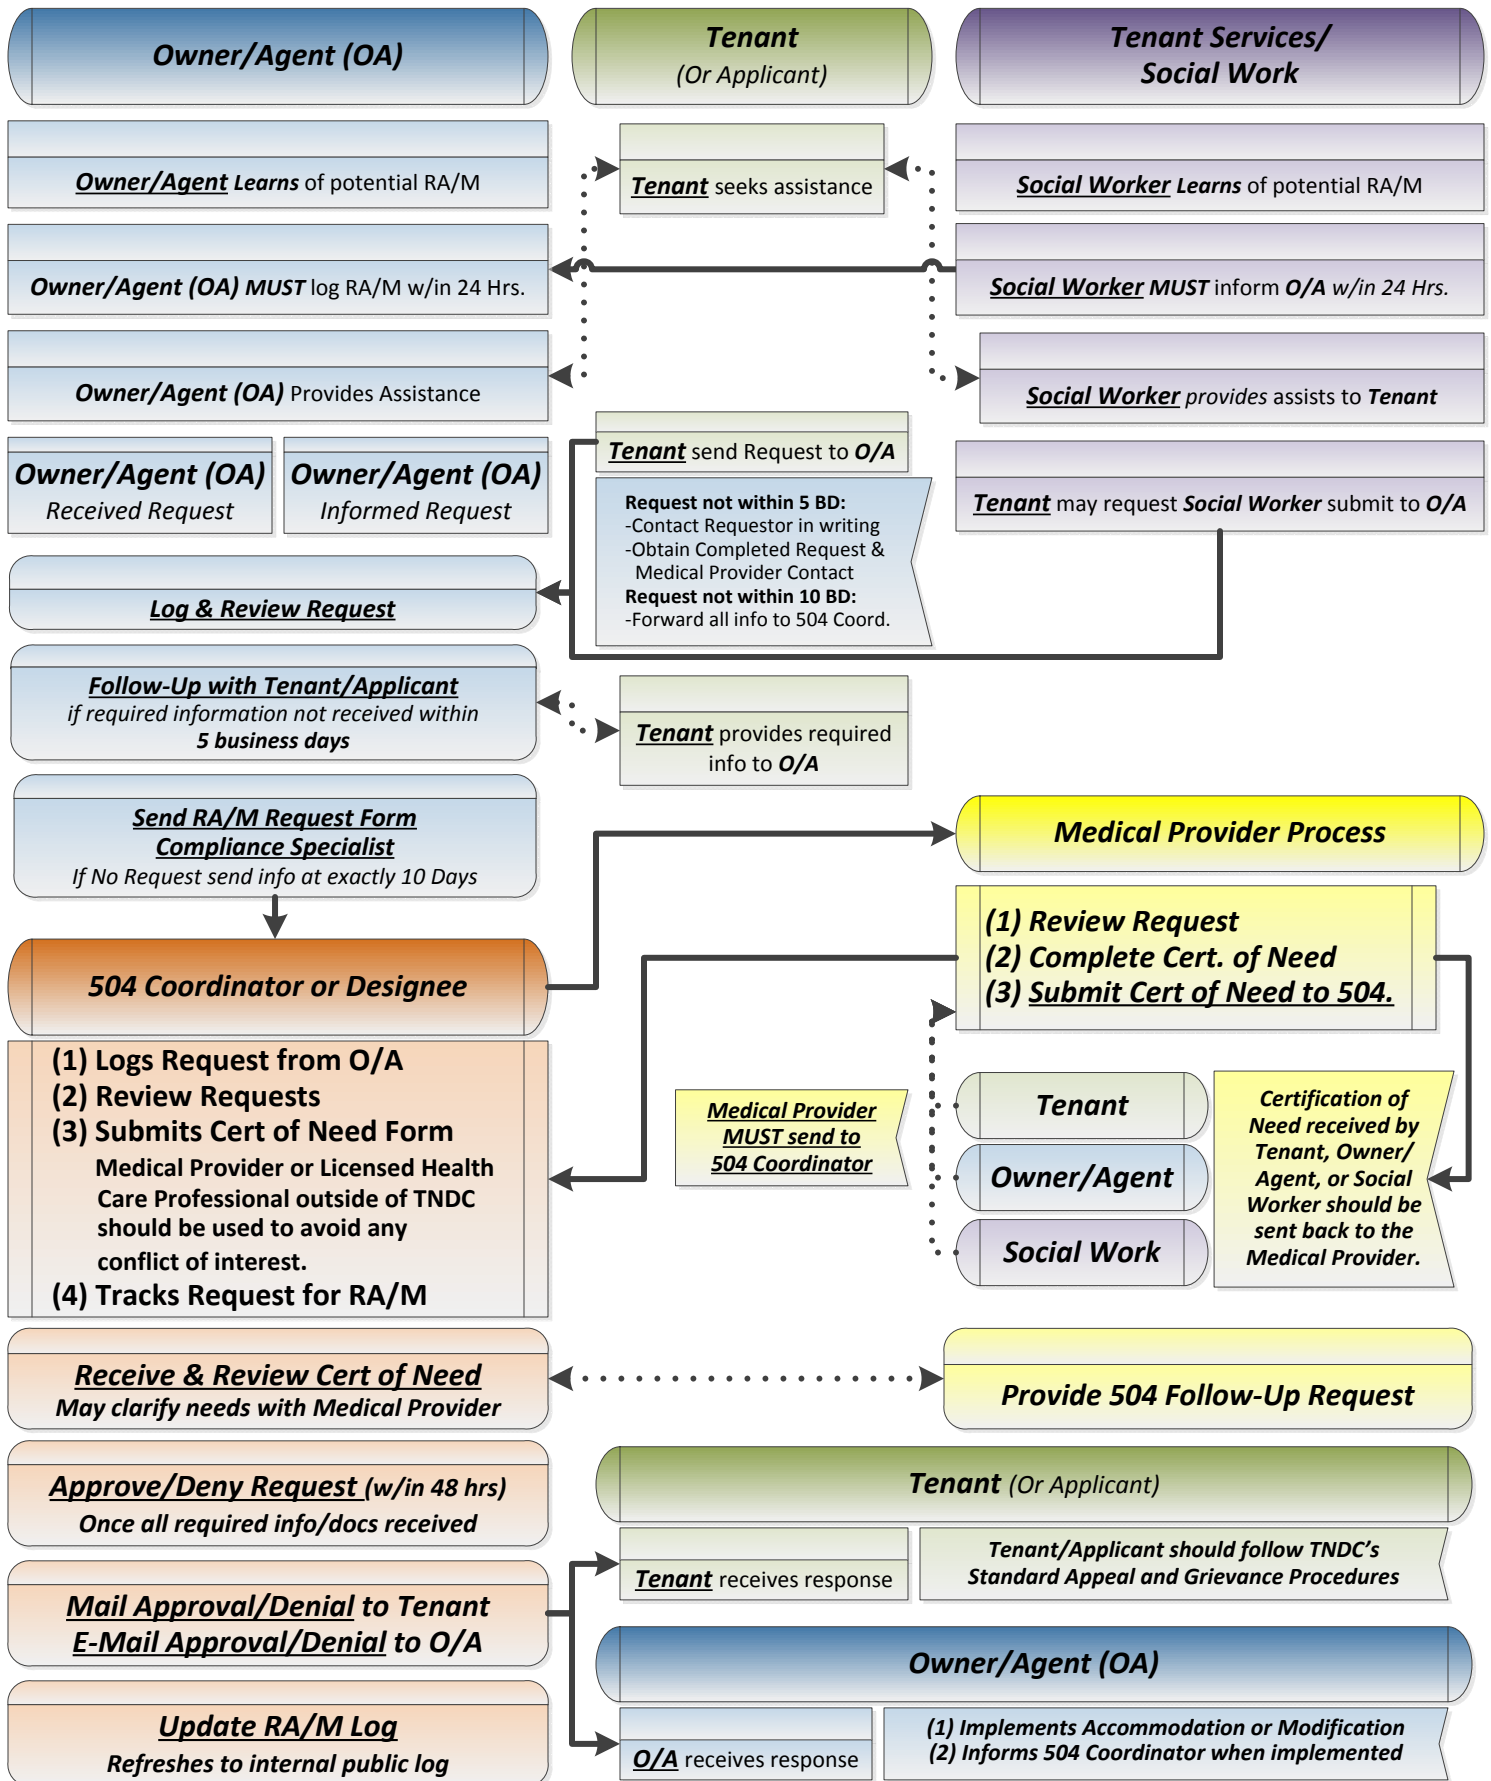 Owner/Agent (OA)
Tenant
(Or Applicant)
Tenant Services/
Social Work
Owner/Agent Learns of potential RA/M
Tenant seeks assistance
Social Worker Learns of potential RA/M
Owner/Agent (OA) MUST log RA/M w/in 24 Hrs.
Social Worker MUST inform O/A w/in 24 Hrs.
Owner/Agent (OA) Provides Assistance
Social Worker provides assists to Tenant
Owner/Agent (OA)
Received Request
Owner/Agent (OA)
Informed Request
Tenant send Request to O/A
Request not within 5 BD:
-Contact Requestor in writing
-Obtain Completed Request &
Medical Provider Contact
Request not within 10 BD:
-Forward all info to 504 Coord.
Tenant may request Social Worker submit to O/A
Log & Review Request
Follow-Up with Tenant/Applicant
if required information not received within
5 business days
Tenant provides required
info to O/A
Send RA/M Request Form
Compliance Specialist
If No Request send info at exactly 10 Days
Medical Provider Process
(1) Review Request
(2) Complete Cert. of Need
(3) Submit Cert of Need to 504.
504 Coordinator or Designee
(1) Logs Request from O/A
(2) Review Requests
(3) Submits Cert of Need Form
Medical Provider or Licensed Health
Care Professional outside of TNDC
should be used to avoid any
conflict of interest.
(4) Tracks Request for RA/M
Medical Provider
MUST send to
504 Coordinator
Tenant
Owner/Agent
Social Work
Certification of
Need received by
Tenant, Owner/
Agent, or Social
Worker should be
sent back to the
Medical Provider.
Receive & Review Cert of Need
May clarify needs with Medical Provider
Provide 504 Follow-Up Request
Approve/Deny Request (w/in 48 hrs)
Once all required info/docs received
Tenant (Or Applicant)
Tenant receives response
Tenant/Applicant should follow TNDC's
Standard Appeal and Grievance Procedures
Mail Approval/Denial to Tenant
E-Mail Approval/Denial to O/A
Owner/Agent (OA)
Update RA/M Log
Refreshes to internal public log
O/A receives response
(1) Implements Accommodation or Modification
(2) Informs 504 Coordinator when implemented